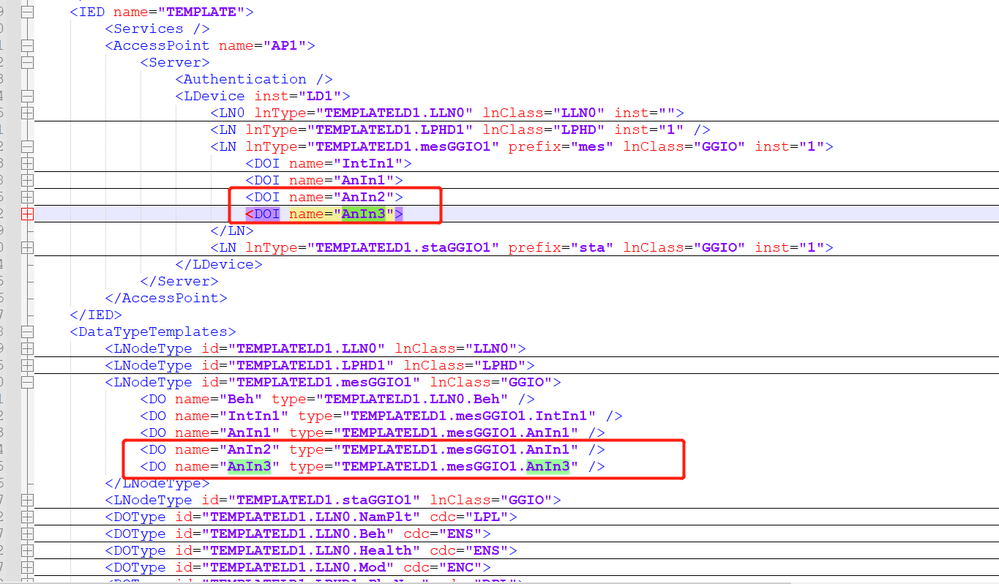 <IED name="TEMPLATE">
<Services />
<AccessPoint name="AP1">
<Server>
<Authentication />
<LDevice inst="LD1">
<LN0 lnType="TEMPLATELD1.LLN0" lnClass="LLN0" inst="">
<LN lnType="TEMPLATELD1.LPHD1" lnClass="LPHD" inst="1" />
<LN lnType="TEMPLATELD1.mesGGIO1" prefix="mes" lnClass="GGIO" inst="1">
<DOI name="IntIn1">
<DOI name="AnIn1">
<DOI name="AnIn2">
<DOI name="AnIn3">
</LN>
<LN lnType="TEMPLATELD1.staGGIO1" prefix="sta" lnClass="GGIO" inst="1">
</LDevice>
</Server>
</AccessPoint>
</IED>
<DataTypeTemplates>
<LNodeType id="TEMPLATELD1.LLN0" lnClass="LLN0">
<LNodeType id="TEMPLATELD1.LPHD1" lnClass="LPHD">
<LNodeType id="TEMPLATELD1.mesGGIO1" lnClass="GGIO">
<DO name="Beh" type="TEMPLATELD1.LLN0.Beh" />
<DO name="IntIn1" type="TEMPLATELD1.mesGGIO1.IntIn1" />
<DO name="AnIn1" type="TEMPLATELD1.mesGGIO1.AnIn1" />
<DO name="AnIn2" type="TEMPLATELD1.mesGGIO1.AnIn1" />
<DO name="AnIn3" type="TEMPLATELD1.mesGGIO1.AnIn3" />
</LNodeType>
<LNodeType id="TEMPLATELD1.staGGIO1" lnClass="GGIO">
<DOType id="TEMPLATELD1.LLN0.NamPlt" cdc="LPL">
<DOType id="TEMPLATELD1.LLN0.Beh" cdc="ENS">
<DOType id="TEMPLATELD1.LLN0.Health" cdc="ENS">
<DOType id="TEMPLATELD1.LLN0.Mod" cdc="ENC">